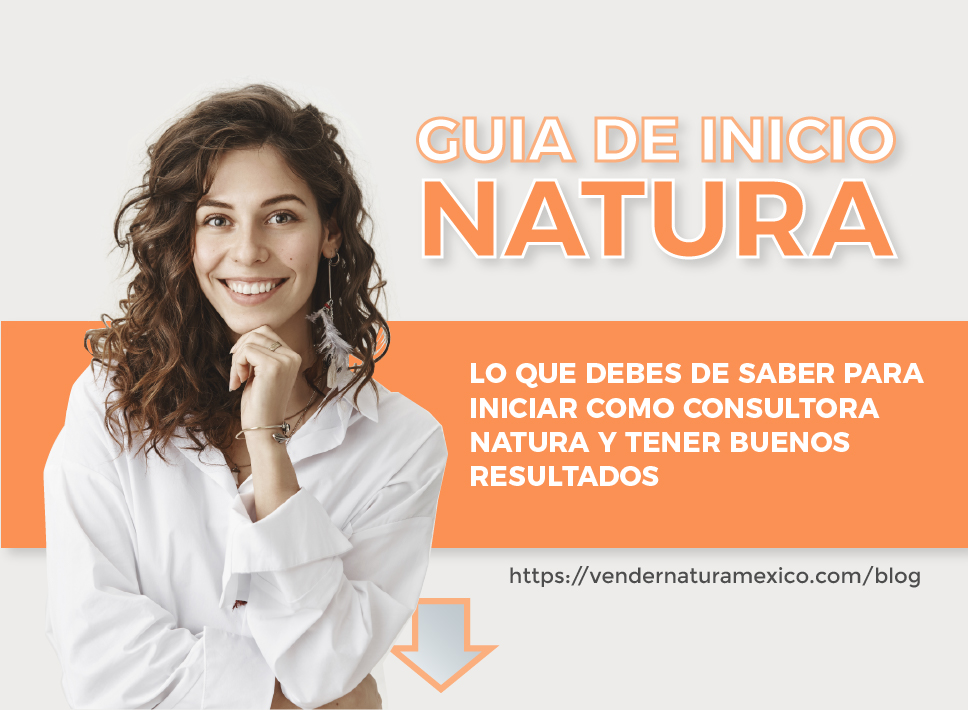 GUIA DE INICIO
NATURA
LO QUE DEBES DE SABER PARA
INICIAR COMO CONSULTORA
NATURA Y TENER BUENOS
RESULTADOS
https://vendernaturamexico.com/blog